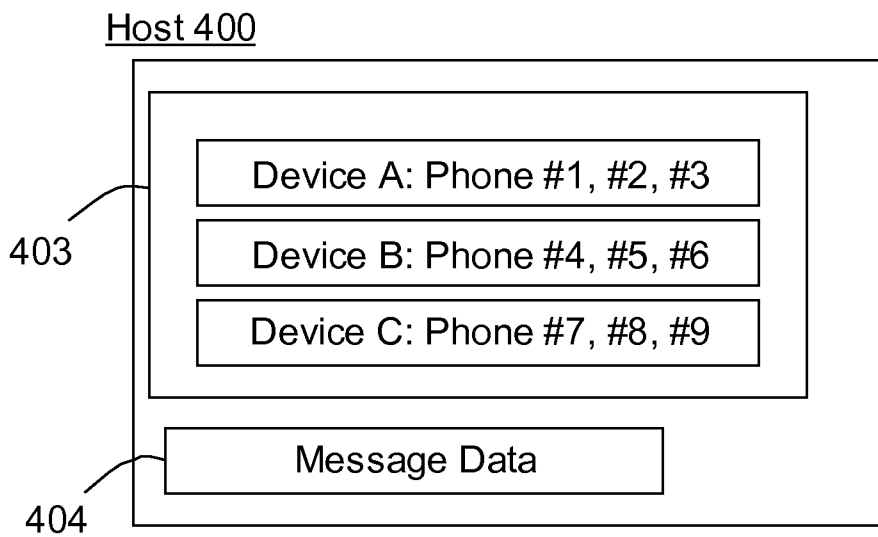 Host 400
Device A: Phone #1, #2, #3
403
Device B: Phone #4, #5, #6
Device C: Phone #7, #8, #9
Message Data
404